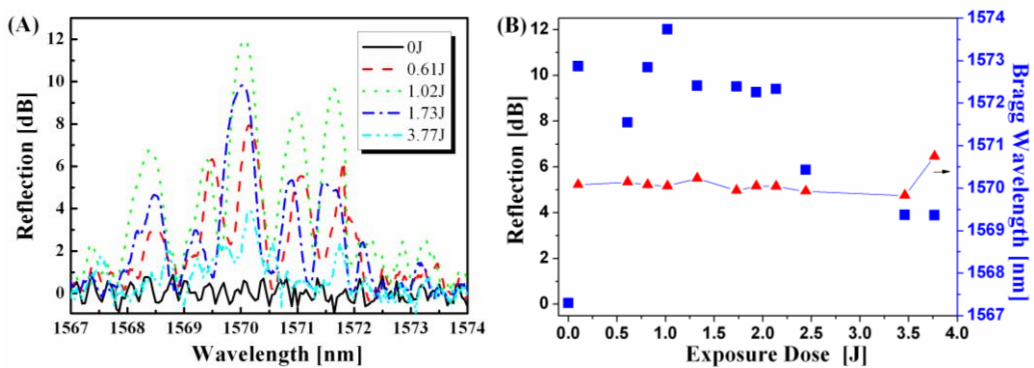 (A)
12
10
8
6
4
2
0
Reflection [dB]
0J
0.61J
1.02J
1.73J
3.77J
1567 1568 1569 1570 1571 1572 1573 1574
Wavelength [nm]
(B)
12
10
8
6
4
2
0
Reflection [dB]
0.0 0.5 1.0 1.5 2.0 2.5 3.0 3.5 4.0
Exposure Dose [J]
1574
1573
1572
1571
1570
1569
1568
1567
Bragg Wavelength [nm]